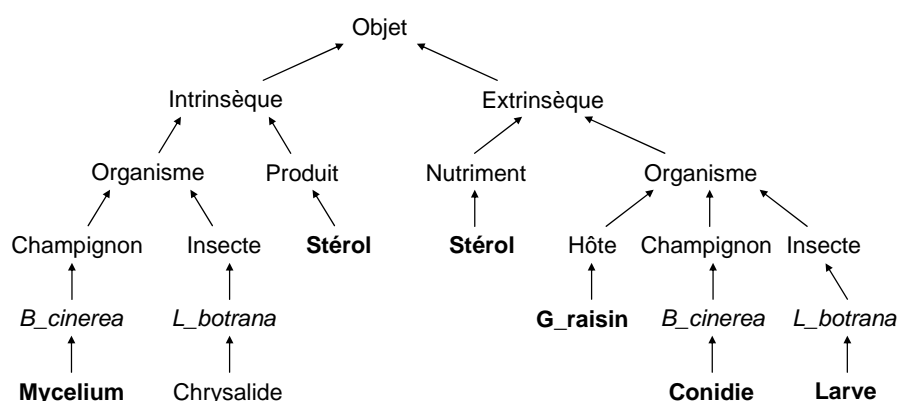 Objet
Intrinsèque Extrinsèque
Organisme Produit Nutriment Organisme
Champignon Insecte Stérol Stérol Hôte Champignon Insecte
B_cinerea L_botrana G_raisin B_cinerea L_botrana
Mycelium Chrysalide Conidie Larve